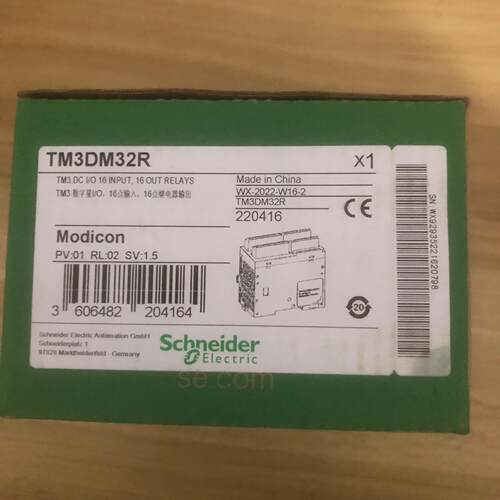 TM3DM32R
x1
TM3 DC I/O 16 INPUT, 16 OUT RELAYS
TM3 数字量I/O, 16点输入, 16点继电器输出
Made in China
WX-2022-W16-2
TM3DM32R
220416
CE
Modicon
PV:01 RL:02 SV:1.5
3 606482 204164
20
Schneider Electric Automation GmbH
Schneiderplatz 1
97828 Marktheidenfeld - Germany
Schneider
Electric
se.com
SN WX92935221620798